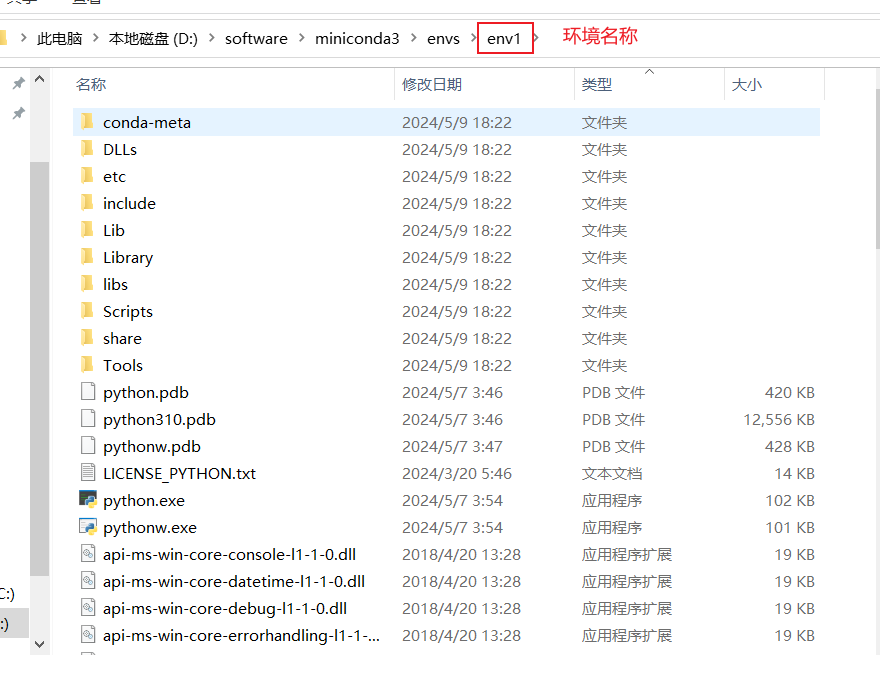 此电脑 > 本地磁盘 (D:) > software > miniconda3 > envs > env1 > 环境名称
名称 修改日期 类型 大小
conda-meta 2024/5/9 18:22 文件夹
DLLs 2024/5/9 18:22 文件夹
etc 2024/5/9 18:22 文件夹
include 2024/5/9 18:22 文件夹
Lib 2024/5/9 18:22 文件夹
Library 2024/5/9 18:22 文件夹
libs 2024/5/9 18:22 文件夹
Scripts 2024/5/9 18:22 文件夹
share 2024/5/9 18:22 文件夹
Tools 2024/5/9 18:22 文件夹
python.pdb 2024/5/7 3:46 PDB 文件 420 KB
python310.pdb 2024/5/7 3:46 PDB 文件 12,556 KB
pythonw.pdb 2024/5/7 3:47 PDB 文件 428 KB
LICENSE_PYTHON.txt 2024/3/20 5:46 文本文档 14 KB
python.exe 2024/5/7 3:54 应用程序 102 KB
pythonw.exe 2024/5/7 3:54 应用程序 101 KB
api-ms-win-core-console-l1-1-0.dll 2018/4/20 13:28 应用程序扩展 19 KB
api-ms-win-core-datetime-l1-1-0.dll 2018/4/20 13:28 应用程序扩展 19 KB
C:)
api-ms-win-core-debug-l1-1-0.dll 2018/4/20 13:28 应用程序扩展 19 KB
:)
api-ms-win-core-errorhandling-l1-1-... 2018/4/20 13:28 应用程序扩展 19 KB